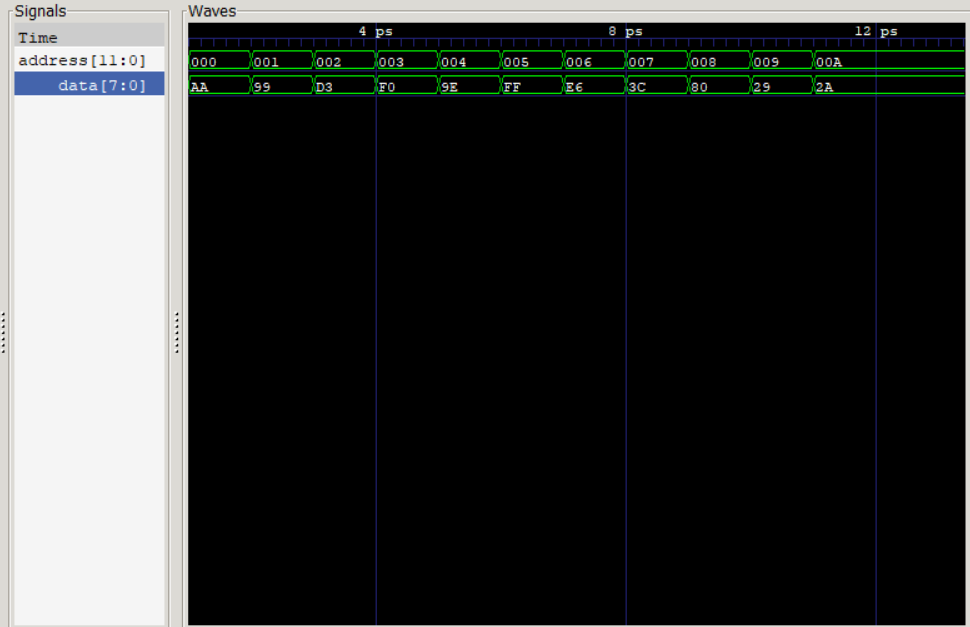 Signals Waves
Time 4 ps 8 ps 12 ps
address[11:0] 000 001 002 003 004 005 006 007 008 009 00A
data[7:0] AA 99 D3 F0 9E FF E6 3C 80 29 2A